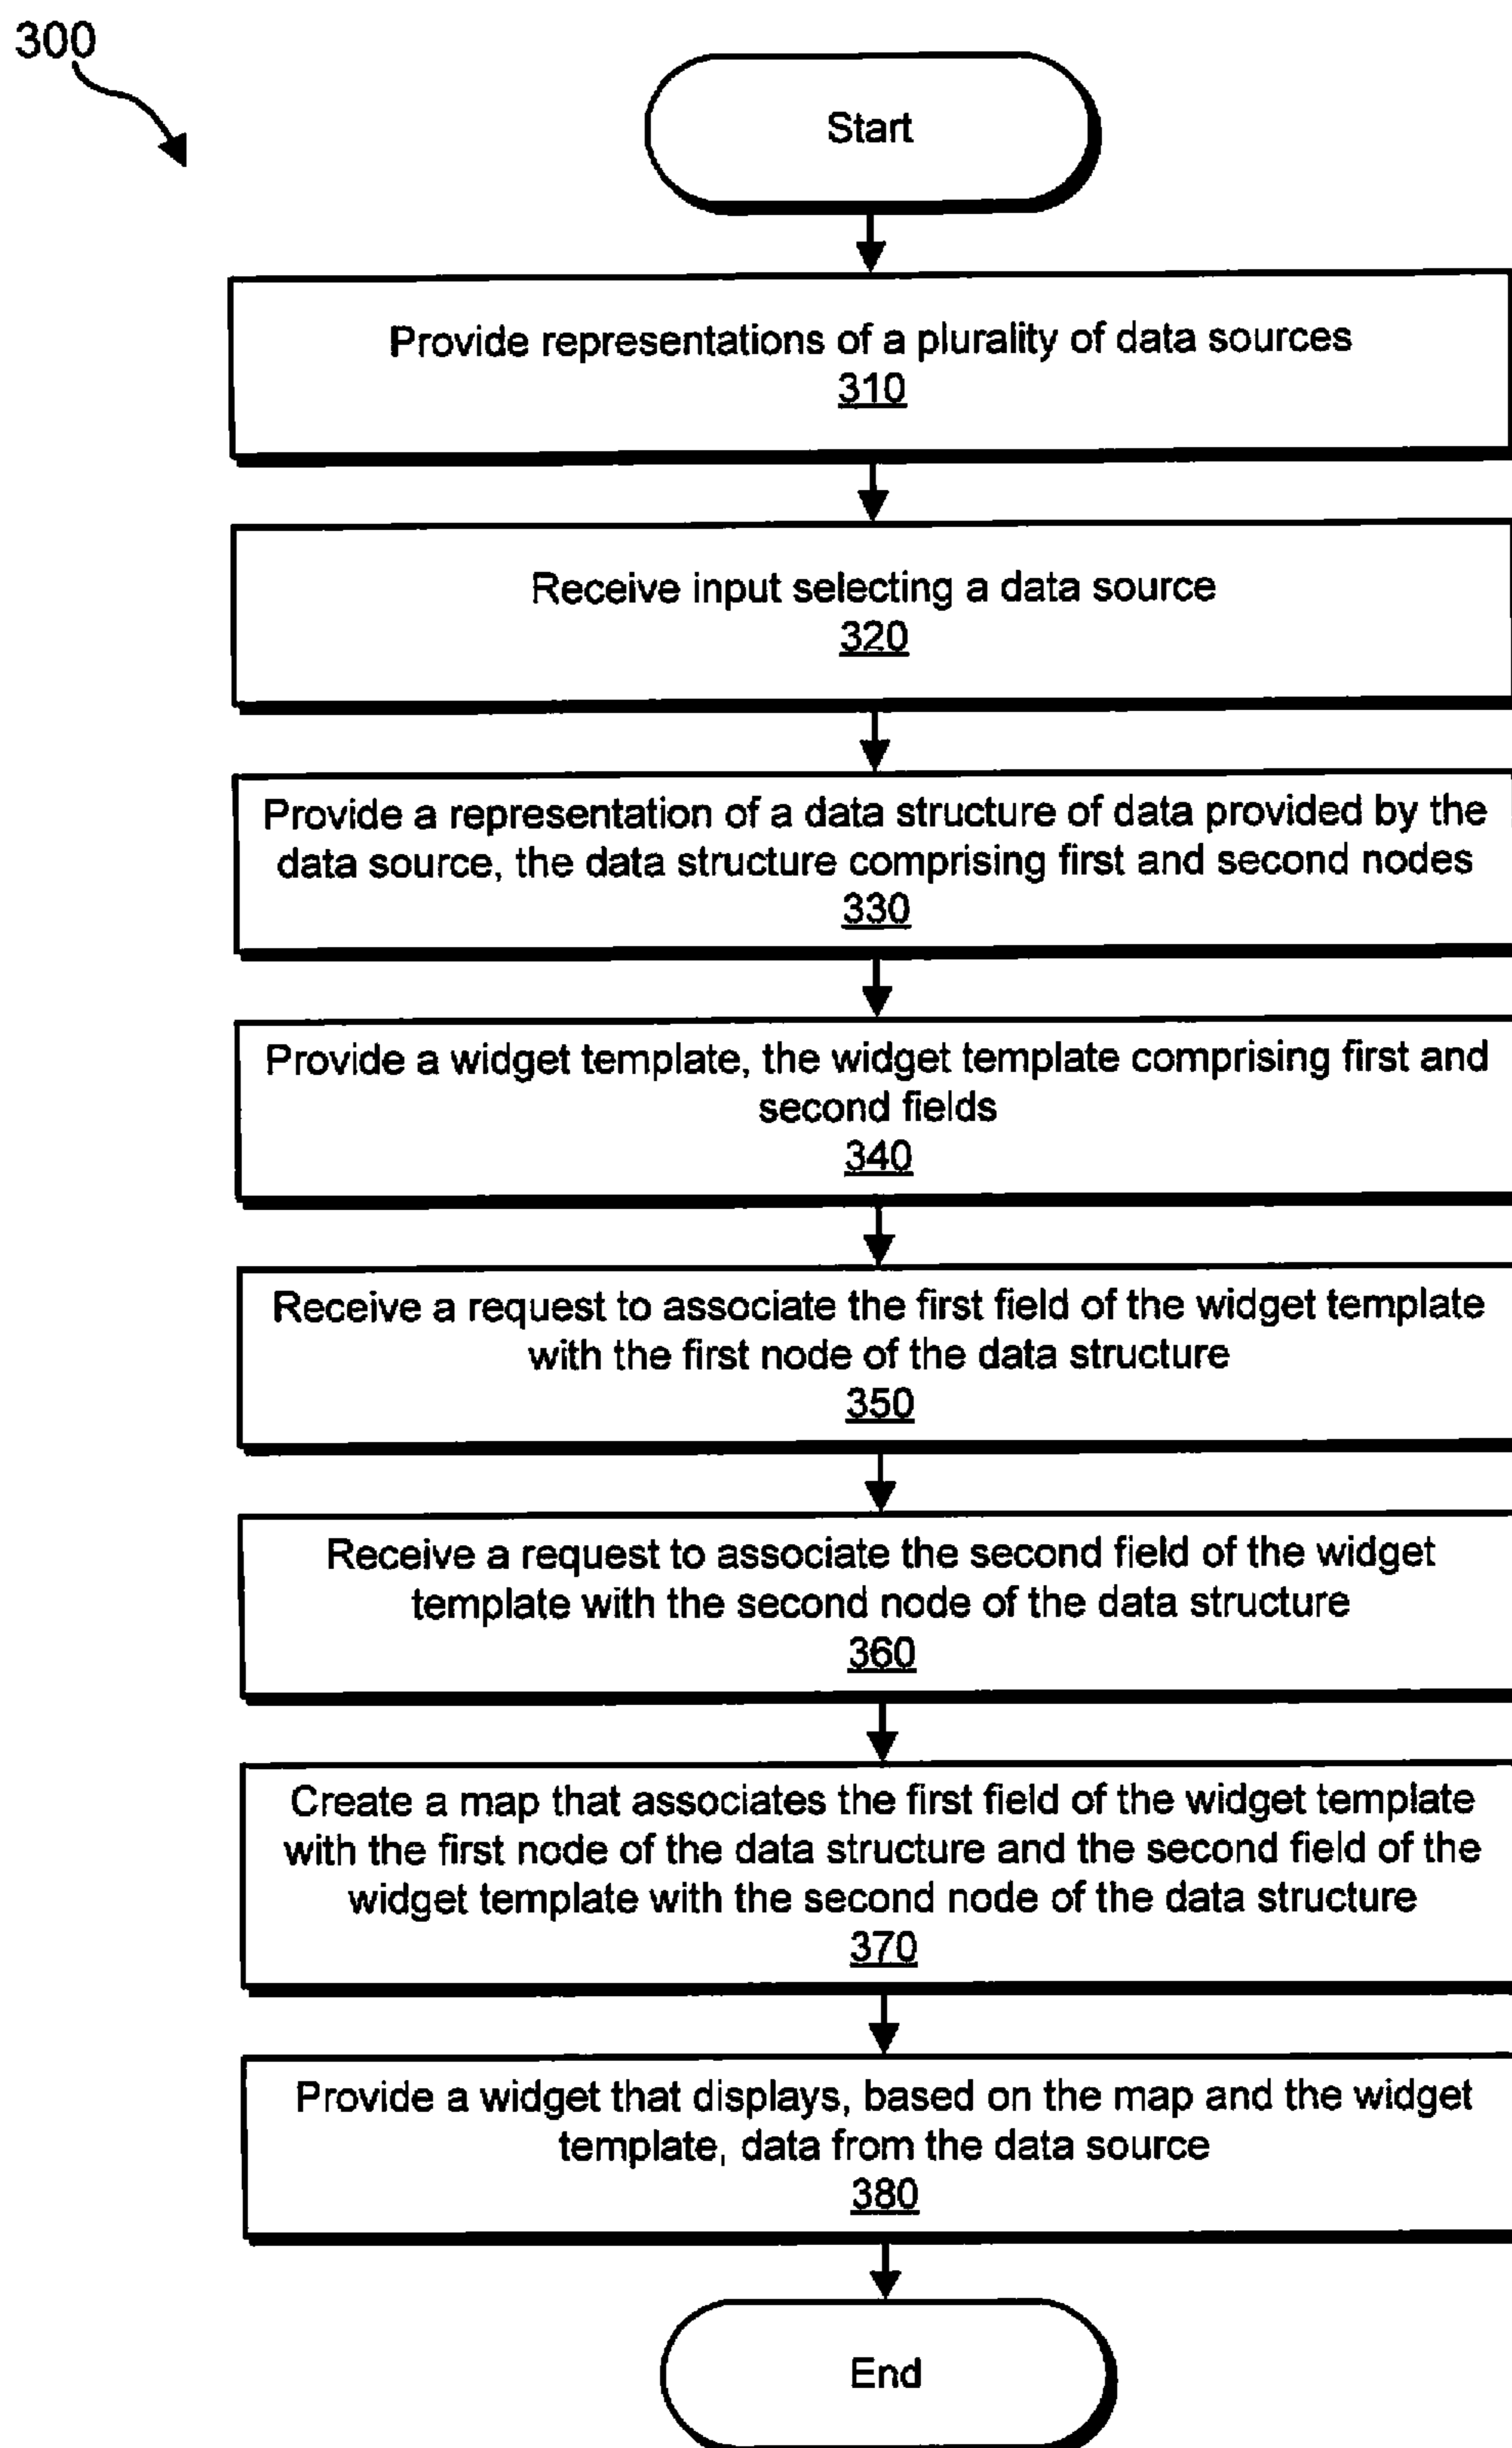 300
Start
Provide representations of a plurality of data sources
310
Receive input selecting a data source
320
Provide a representation of a data structure of data provided by the
data source, the data structure comprising first and second nodes
330
Provide a widget template, the widget template comprising first and
second fields
340
Receive a request to associate the first field of the widget template
with the first node of the data structure
350
Receive a request to associate the second field of the widget
template with the second node of the data structure
360
Create a map that associates the first field of the widget template
with the first node of the data structure and the second field of the
widget template with the second node of the data structure
370
Provide a widget that displays, based on the map and the widget
template, data from the data source
380
End